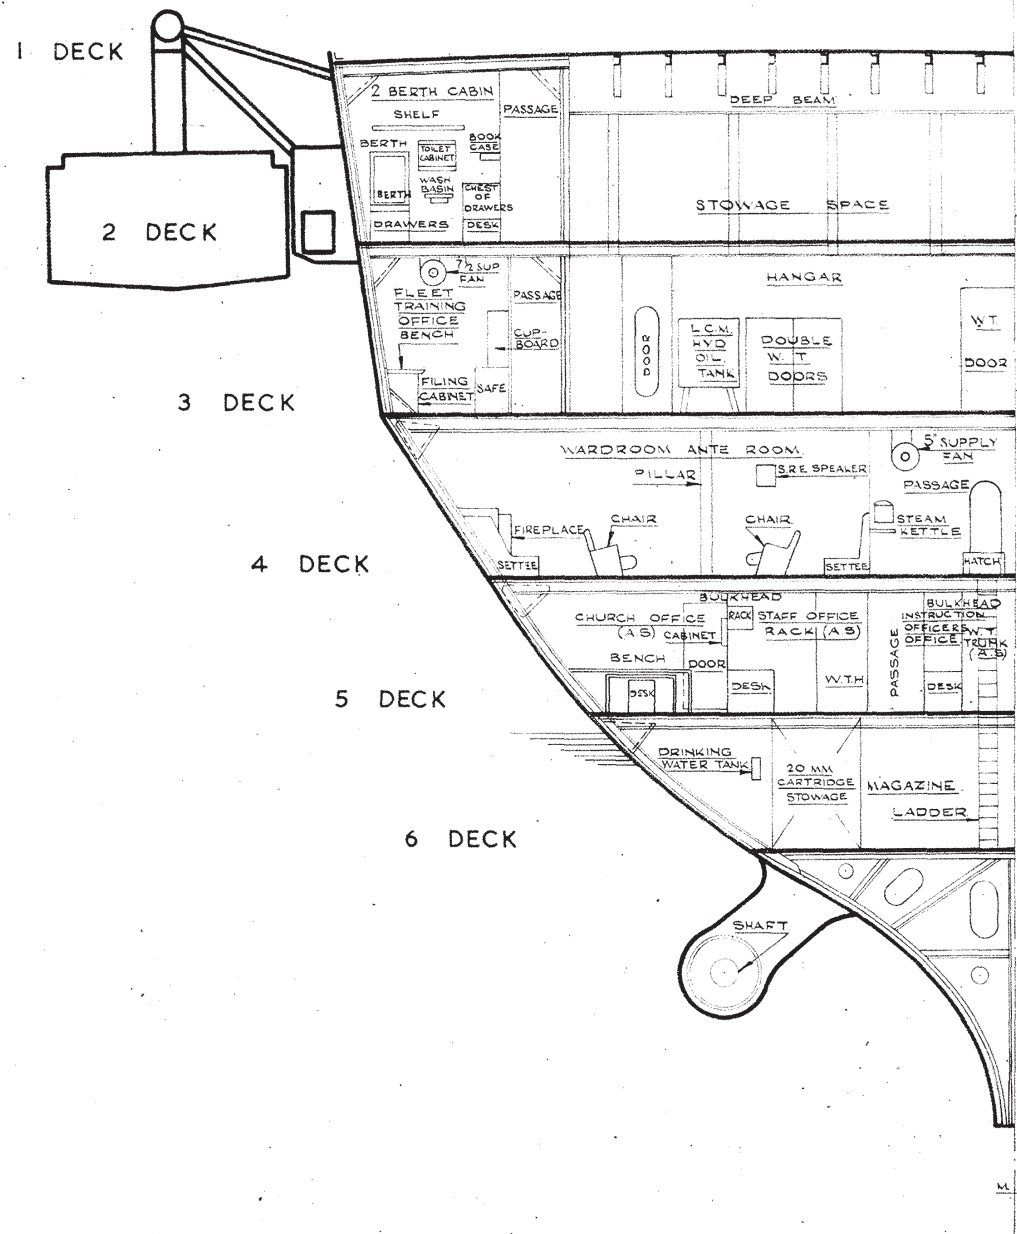 1 DECK
2 BERTH CABIN
SHELF
BERTH
TOILET
CABINET
BOOK
CASE
PASSAGE
WASH
BASIN
BERTH
CHEST
OF
DRAWERS
DRAWERS
DESK
DEEP BEAM
STOWAGE SPACE
2 DECK
7½ SUP
FAN
FLEET
TRAINING
OFFICE
BENCH
PASSAGE
CUP-
BOARD
FILING
CABINET
SAFE
HANGAR
DOOR
L.C.M.
HYD
OIL
TANK
DOUBLE
W.T
DOORS
WT
DOOR
3 DECK
WARDROOM ANTE ROOM
PILLAR
S.R.E SPEALER
5" SUPPLY
FAN
PASSAGE
FIREPLACE
CHAIR
CHAIR
STEAM
KETTLE
SETTEE
SETTEE
HATCH
4 DECK
BULKHEAD
CHURCH OFFICE
(A S)
CABINET
RACK
STAFF OFFICE
RACK (A S)
BENCH
DOOR
DESK
DESK
W.T.H
PASSAGE
BULKHEAD
INSTRUCTION
OFFICERS
OFFICE
W.T.
TRUNK
(A.S)
DESK
5 DECK
DRINKING
WATER TANK
20 MM
CARTRIDGE
STOWAGE
MAGAZINE
LADDER
6 DECK
SHAFT
M